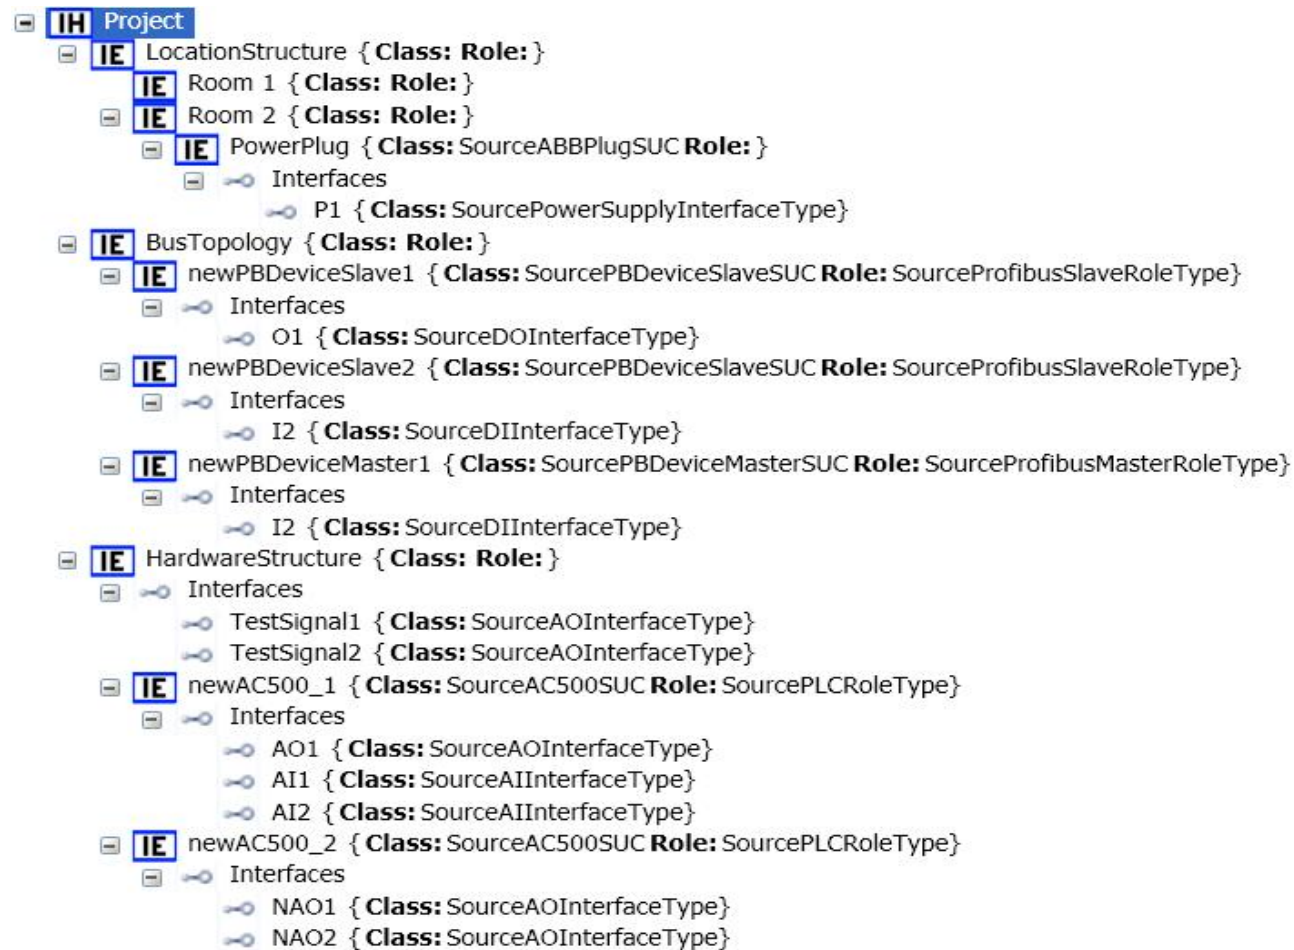 IH Project
IE LocationStructure { Class: Role: }
IE Room 1 { Class: Role: }
IE Room 2 { Class: Role: }
IE PowerPlug { Class: SourceABBPlugSUC Role: }
Interfaces
P1 { Class: SourcePowerSupplyInterfaceType}
IE BusTopology { Class: Role: }
IE newPBDeviceSlave1 { Class: SourcePBDeviceSlaveSUC Role: SourceProfibusSlaveRoleType}
Interfaces
O1 { Class: SourceDOInterfaceType}
IE newPBDeviceSlave2 { Class: SourcePBDeviceSlaveSUC Role: SourceProfibusSlaveRoleType}
Interfaces
I2 { Class: SourceDIInterfaceType}
IE newPBDeviceMaster1 { Class: SourcePBDeviceMasterSUC Role: SourceProfibusMasterRoleType}
Interfaces
I2 { Class: SourceDIInterfaceType}
IE HardwareStructure { Class: Role: }
Interfaces
TestSignal1 { Class: SourceAOInterfaceType}
TestSignal2 { Class: SourceAOInterfaceType}
IE newAC500_1 { Class: SourceAC500SUC Role: SourcePLCRoleType}
Interfaces
AO1 { Class: SourceAOInterfaceType}
AI1 { Class: SourceAIInterfaceType}
AI2 { Class: SourceAIInterfaceType}
IE newAC500_2 { Class: SourceAC500SUC Role: SourcePLCRoleType}
Interfaces
NAO1 { Class: SourceAOInterfaceType}
NAO2 { Class: SourceAOInterfaceType}